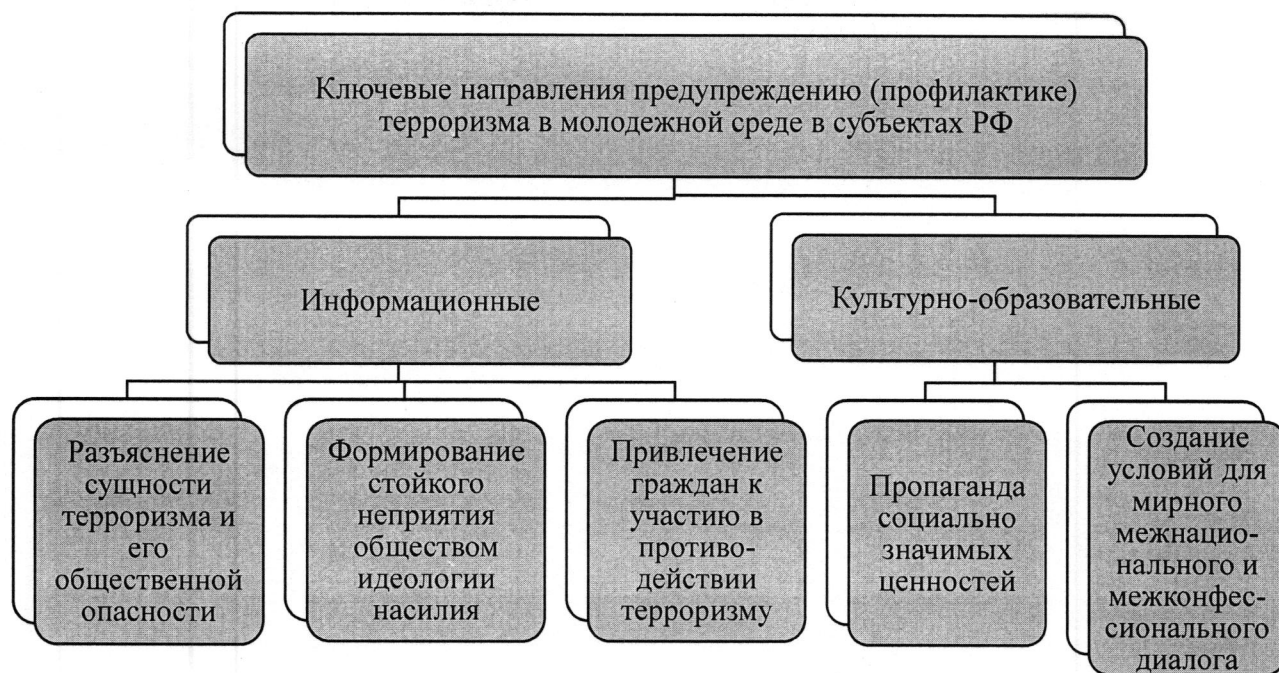 Ключевые направления предупреждению (профилактике)
терроризма в молодежной среде в субъектах РФ
Информационные
Культурно-образовательные
Разъяснение
сущности
терроризма и
его
общественной
опасности
Формирование
стойкого
неприятия
обществом
идеологии
насилия
Привлечение
граждан к
участию в
противо-
действии
терроризму
Пропаганда
социально
значимых
ценностей
Создание
условий для
мирного
межнацио-
нального и
межконфес-
сионального
диалога